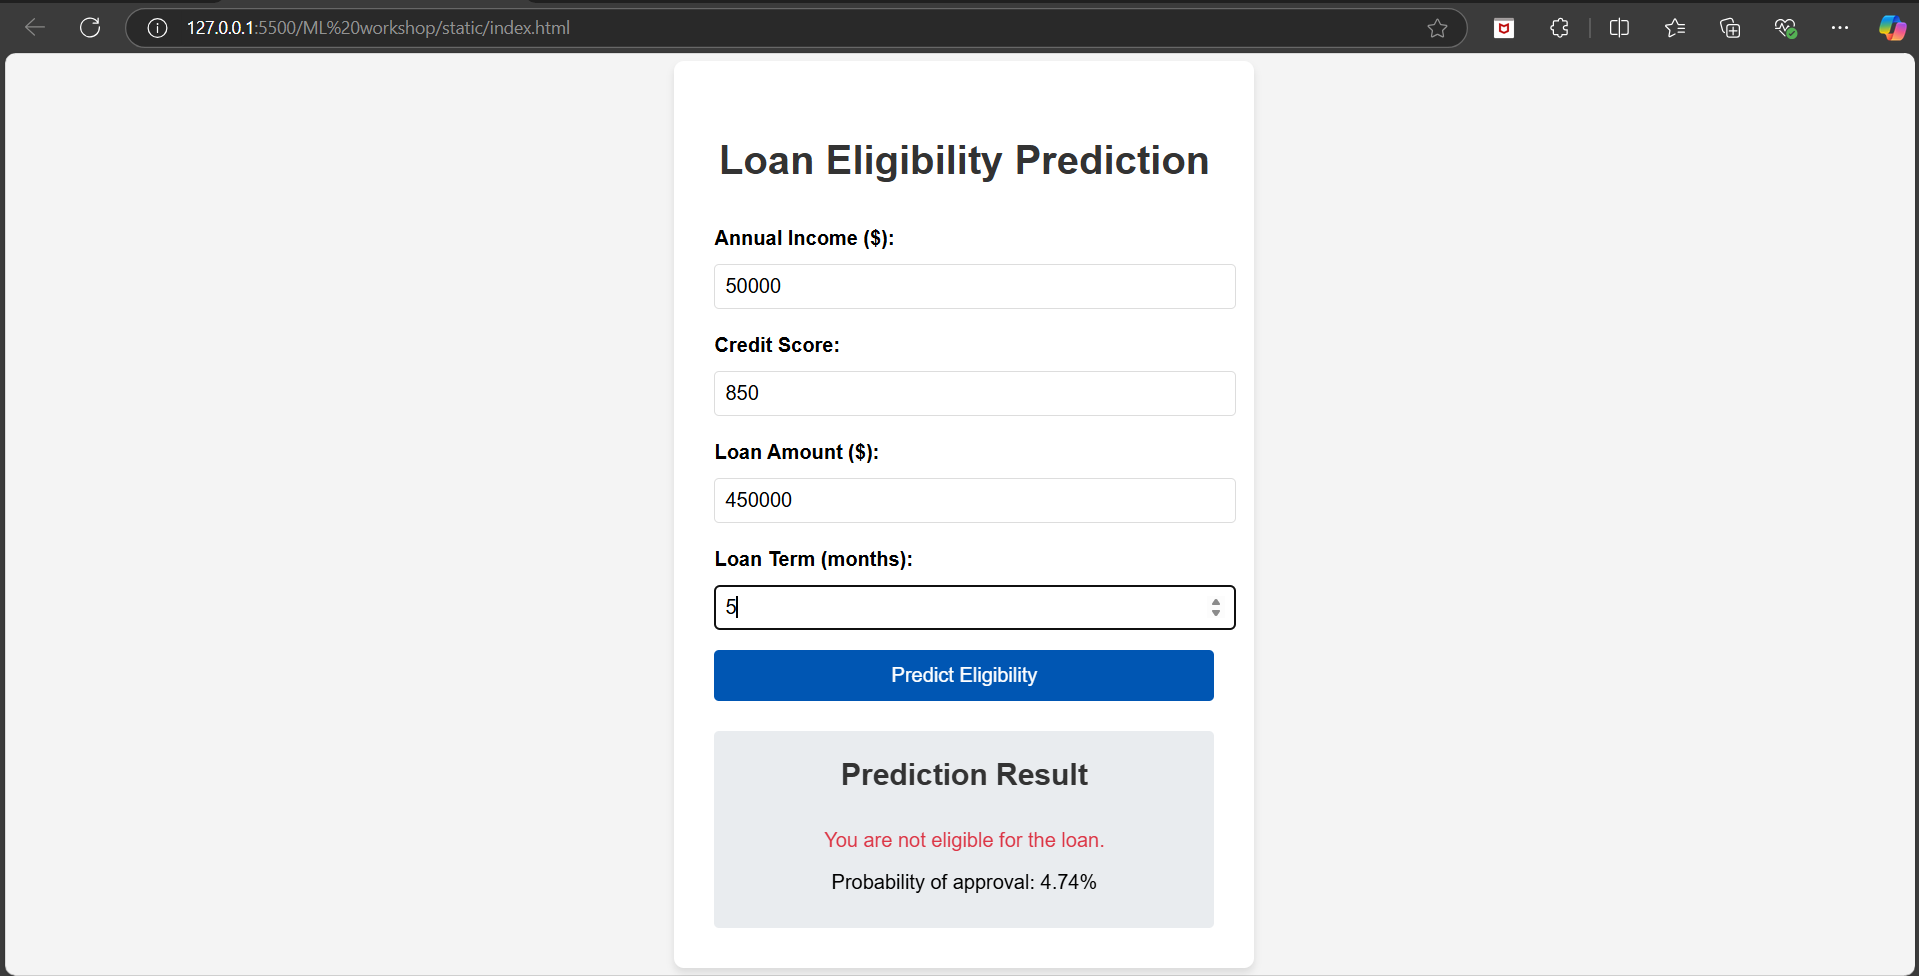 127.0.0.1:5500/ML%20workshop/static/index.html
Loan Eligibility Prediction
Annual Income ($):
50000
Credit Score:
850
Loan Amount ($):
450000
Loan Term (months):
5
Predict Eligibility
Prediction Result
You are not eligible for the loan.
Probability of approval: 4.74%